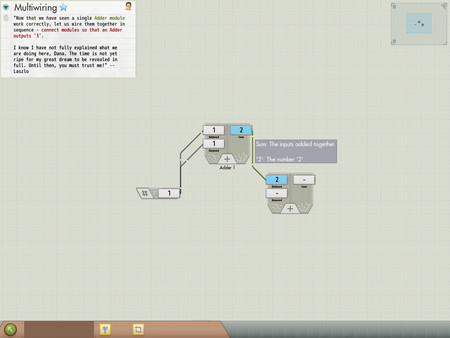 Multiwiring
"Now that we have seen a single Adder module
work correctly, let us wire them together in
sequence - connect modules so that an Adder
outputs '3'.
I know I have not fully explained what we
are doing here, Dana. The time is not yet
ripe for my great dream to be revealed in
full. Until then, you must trust me!" --
Laszlo
1
2
1
+
Adder 1
Sum: The inputs added together.
'2': The number '2'
1
2
-
-
+